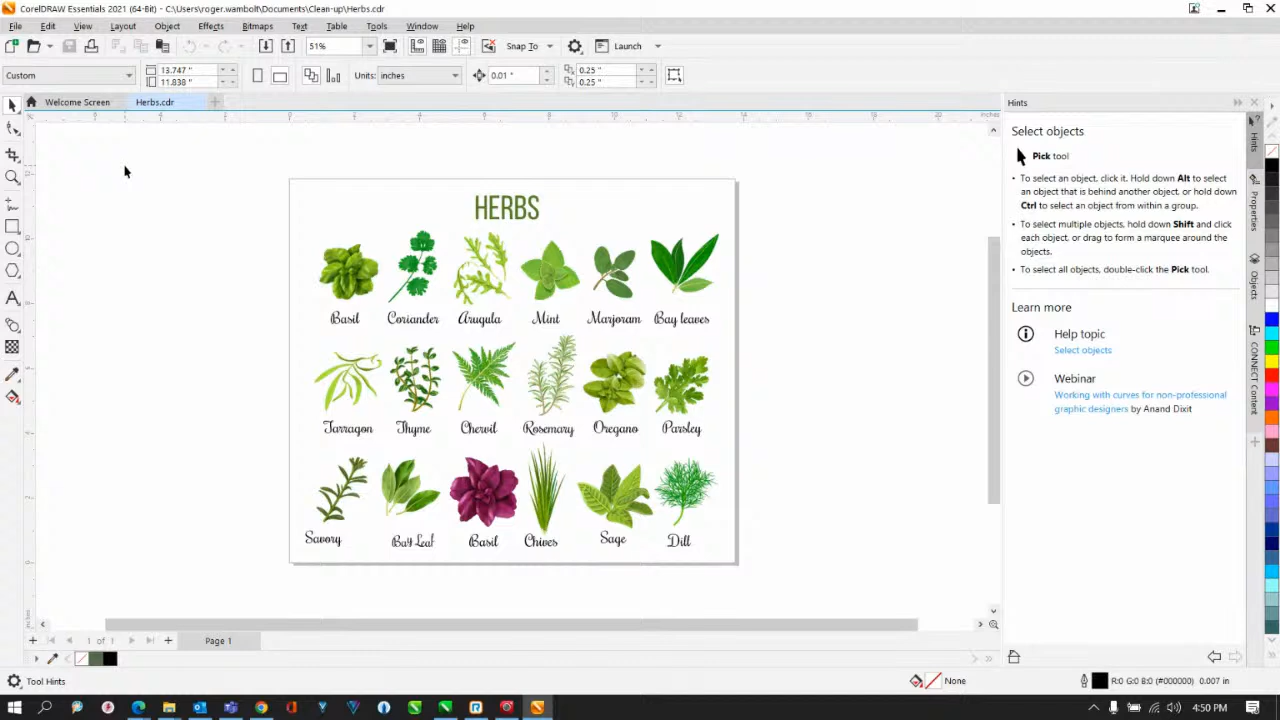 CorelDRAW Essentials 2021 (64-Bit) - C:\Users\roger.wambolt\Documents\Clean-up\Herbs.cdr
File Edit View Layout Object Effects Bitmaps Text Table Tools Window Help
51% Snap To Launch
Custom 13.747 " 11.838 " Units: inches 0.01 " 0.25 " 0.25 "
Welcome Screen Herbs.cdr
inches
HERBS
Basil Coriander Arugula Mint Marjoram Bay leaves
Tarragon Thyme Chervil Rosemary Oregano Parsley
Savory Bay Leaf Basil Chives Sage Dill
Hints
Select objects
Pick tool
• To select an object, click it. Hold down Alt to select
an object that is behind another object, or hold down
Ctrl to select an object from within a group.
• To select multiple objects, hold down Shift and click
each object, or drag to form a marquee around the
objects.
• To select all objects, double-click the Pick tool.
Learn more
Help topic
Select objects
Webinar
Working with curves for non-professional
graphic designers by Anand Dixit
Hints
Properties
Objects
CONNECT Content
1 of 1 Page 1
Tool Hints None R:0 G:0 B:0 (#000000) 0.007 in
4:50 PM